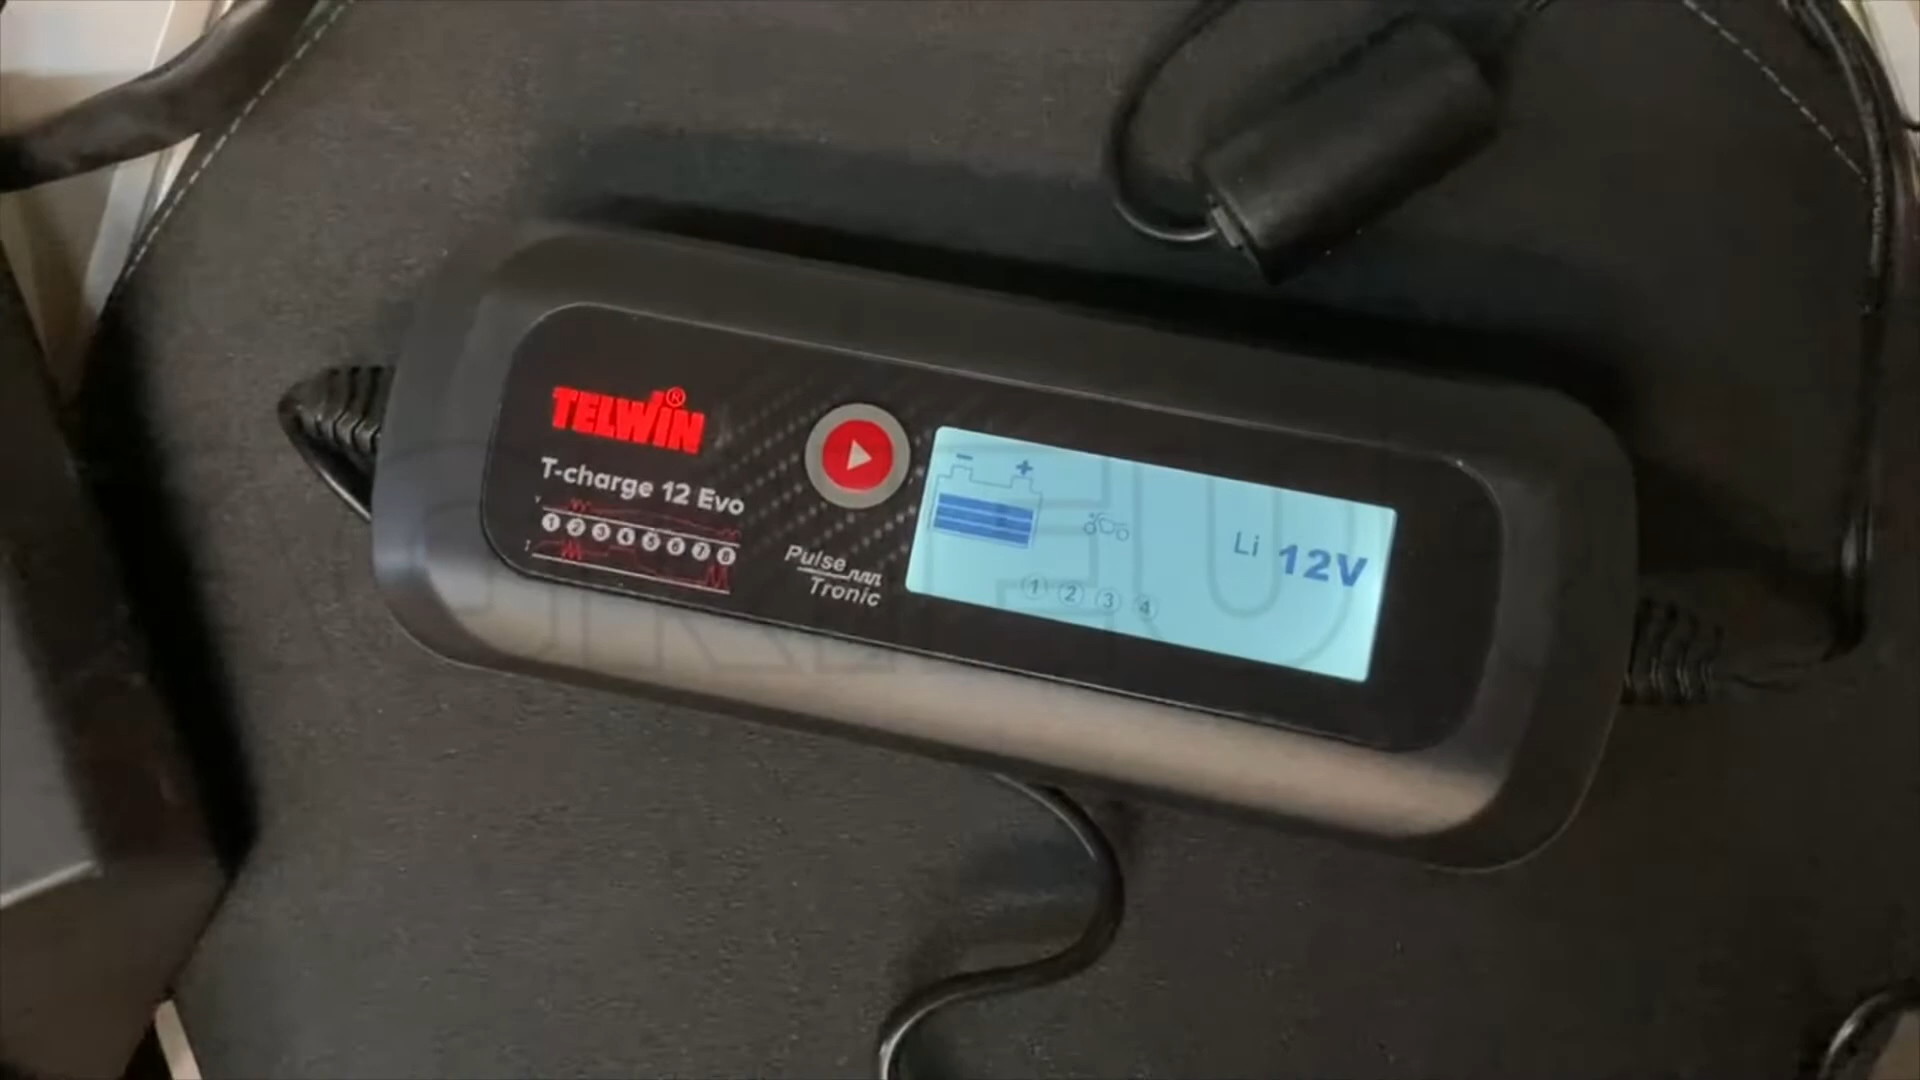 TELWIN®
T-charge 12 Evo
V
1 2 3 4 5 6 7 8
I
Pulse
Tronic
- +
Li 12V
1 2 3 4